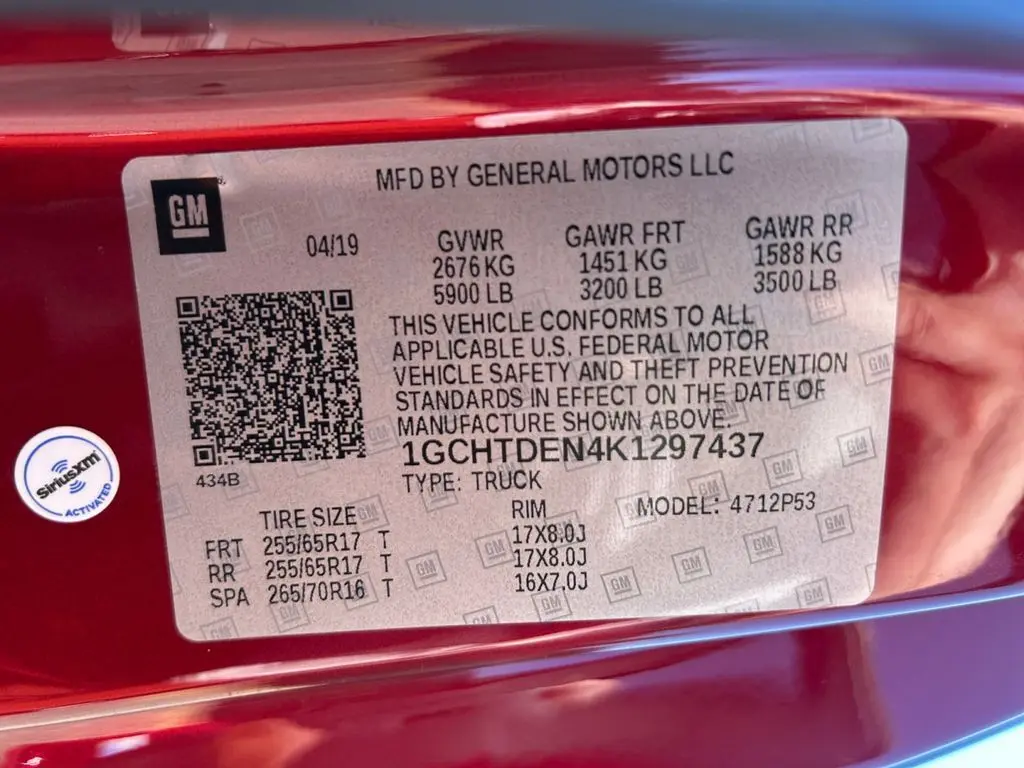 MFD BY GENERAL MOTORS LLC
GM
04/19
GVWR GAWR FRT GAWR RR
2676 KG 1451 KG 1588 KG
5900 LB 3200 LB 3500 LB
THIS VEHICLE CONFORMS TO ALL
APPLICABLE U.S. FEDERAL MOTOR
VEHICLE SAFETY AND THEFT PREVENTION
STANDARDS IN EFFECT ON THE DATE OF
MANUFACTURE SHOWN ABOVE.
1GCHTDEN4K1297437
434B
TYPE: TRUCK
TIRE SIZE RIM MODEL: 4712P53
FRT 255/65R17 T 17X8.0J
RR 255/65R17 T 17X8.0J
SPA 265/70R16 T 16X7.0J
SiriusXm
ACTIVATED